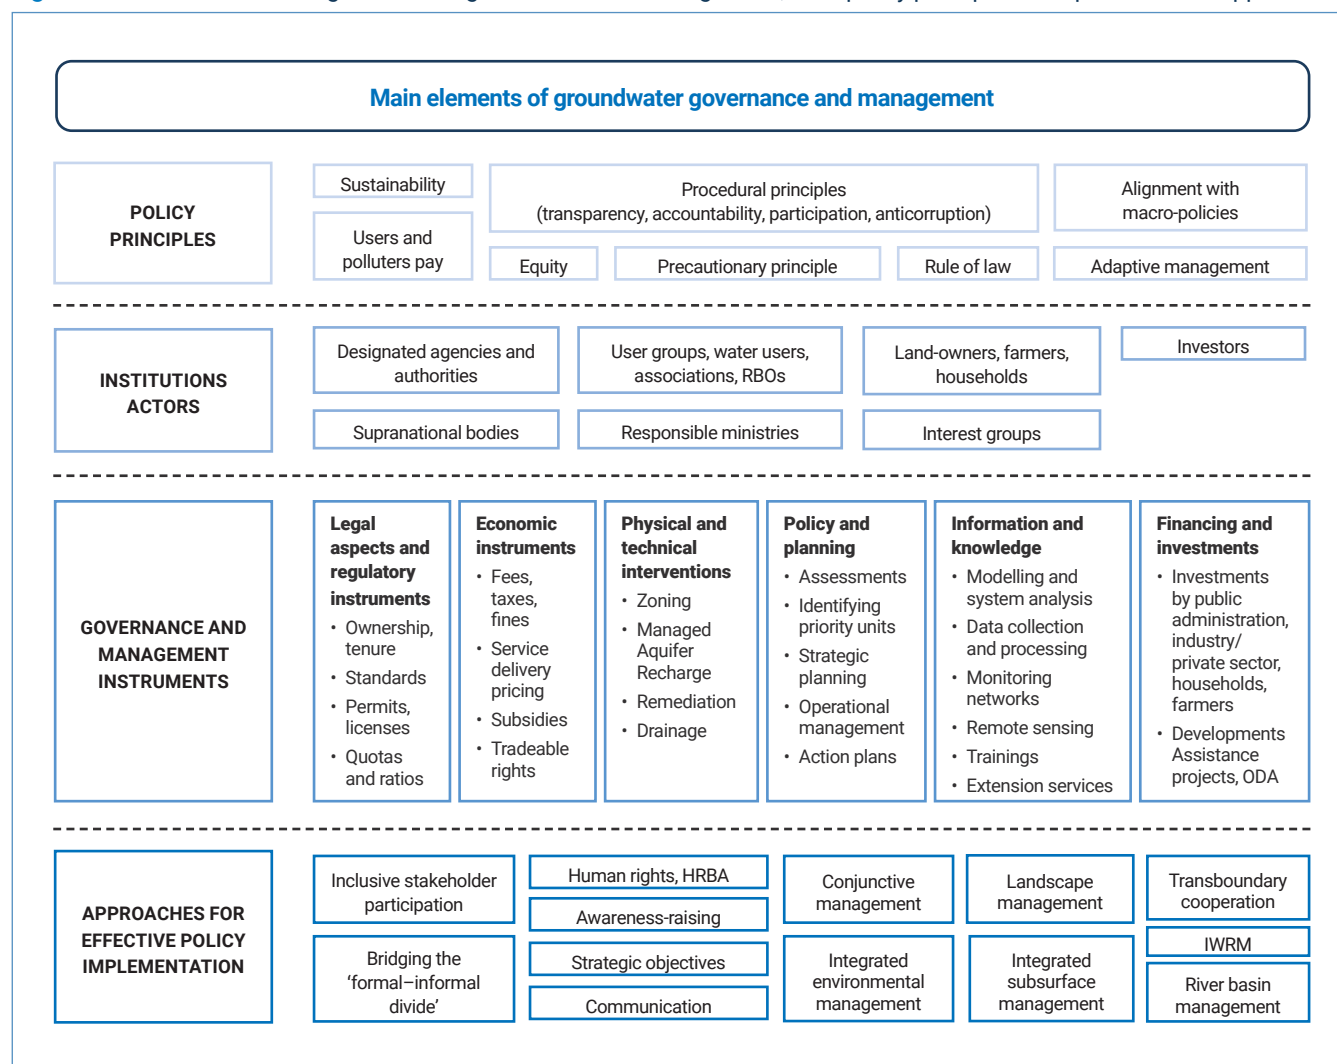 Main elements of groundwater governance and management
POLICY
PRINCIPLES
Sustainability
Users and
polluters pay
Procedural principles
(transparency, accountability, participation, anticorruption)
Equity
Precautionary principle
Rule of law
Alignment with
macro-policies
Adaptive management
INSTITUTIONS
ACTORS
Designated agencies and
authorities
User groups, water users,
associations, RBOs
Land-owners, farmers,
households
Investors
Supranational bodies
Responsible ministries
Interest groups
GOVERNANCE AND
MANAGEMENT
INSTRUMENTS
Legal
aspects and
regulatory
instruments
• Ownership,
tenure
• Standards
• Permits,
licenses
• Quotas
and ratios
Economic
instruments
• Fees,
taxes,
fines
• Service
delivery
pricing
• Subsidies
• Tradeable
rights
Physical and
technical
interventions
• Zoning
• Managed
Aquifer
Recharge
• Remediation
• Drainage
Policy and
planning
• Assessments
• Identifying
priority units
• Strategic
planning
• Operational
management
• Action plans
Information and
knowledge
• Modelling and
system analysis
• Data collection
and processing
• Monitoring
networks
• Remote sensing
• Trainings
• Extension services
Financing and
investments
• Investments
by public
administration,
industry/
private sector,
households,
farmers
• Developments
Assistance
projects, ODA
APPROACHES FOR
EFFECTIVE POLICY
IMPLEMENTATION
Inclusive stakeholder
participation
Bridging the
‘formal–informal
divide’
Human rights, HRBA
Awareness-raising
Strategic objectives
Communication
Conjunctive
management
Integrated
environmental
management
Landscape
management
Integrated
subsurface
management
Transboundary
cooperation
IWRM
River basin
management